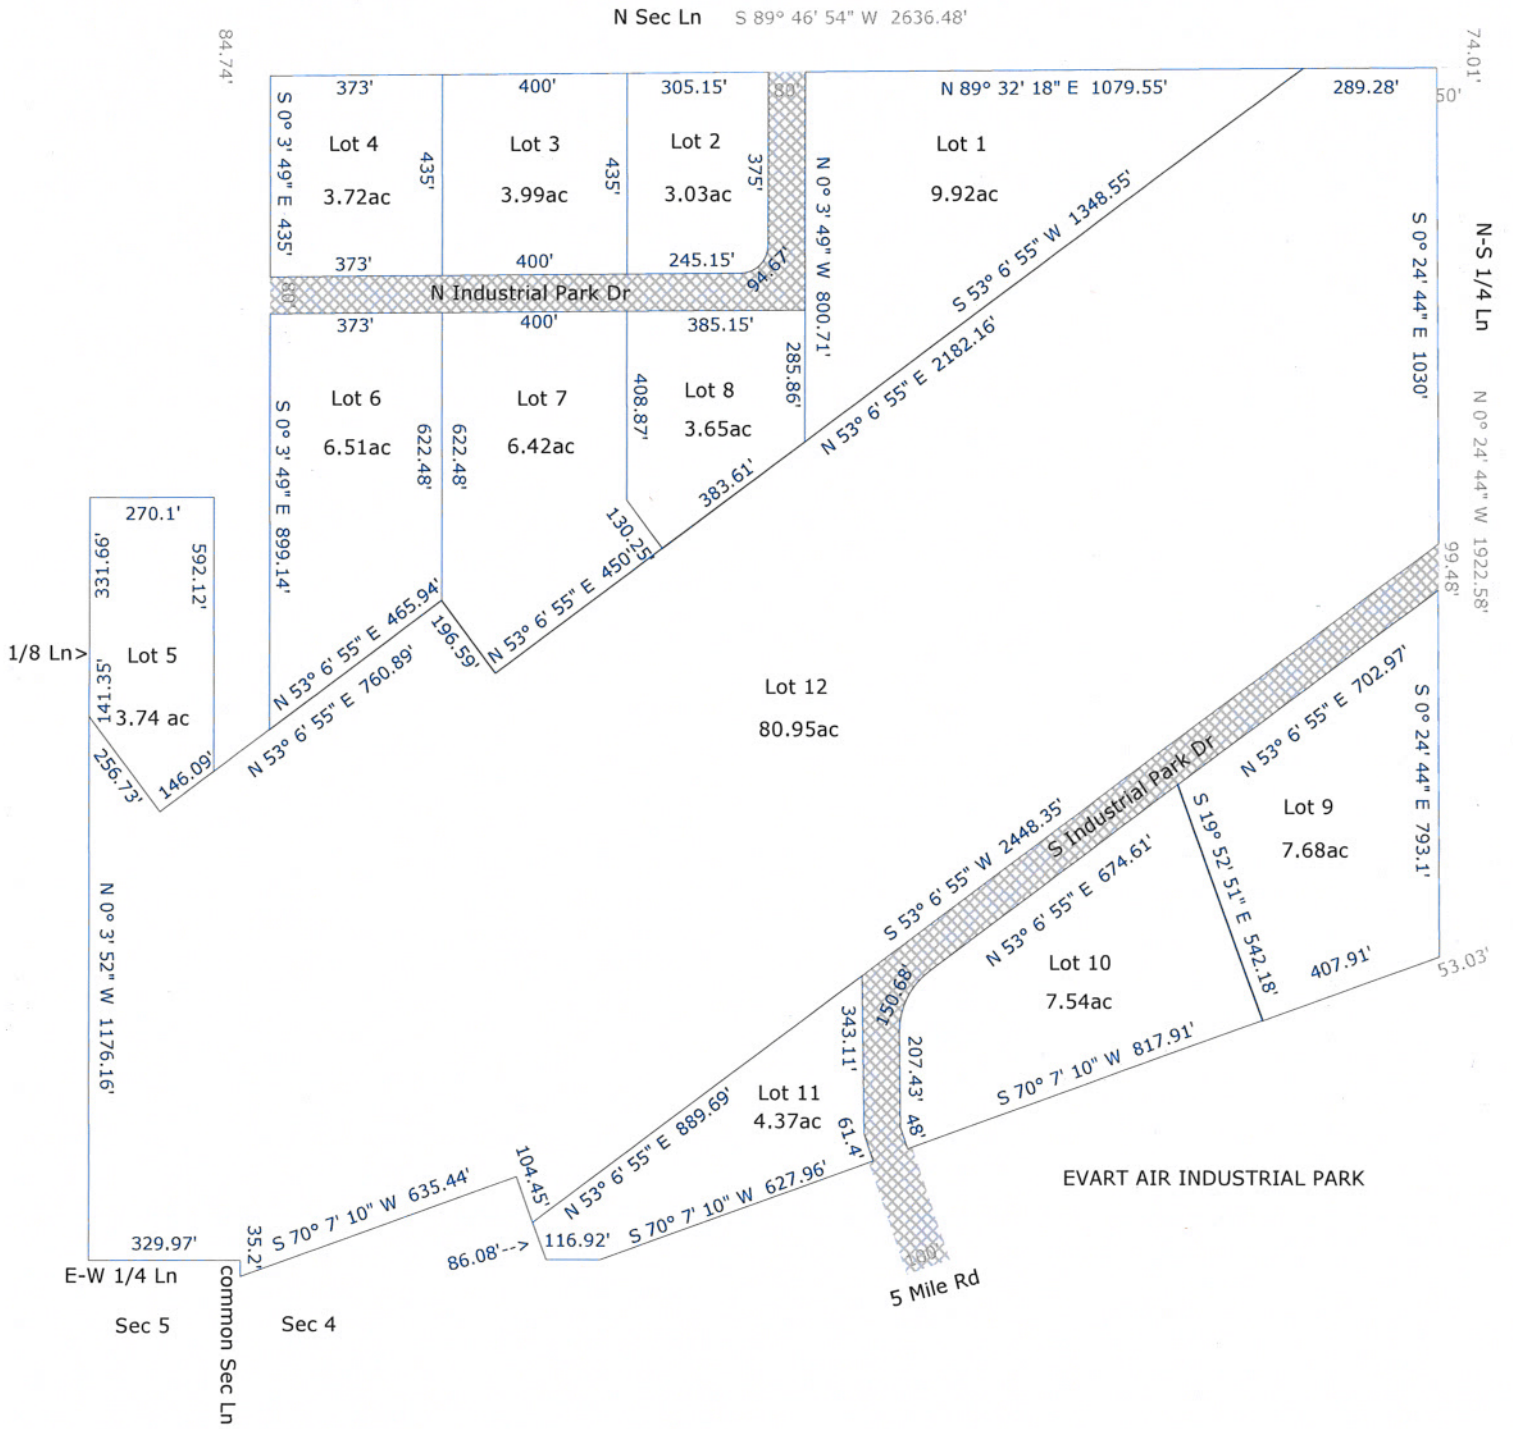 N Sec Ln S 89° 46' 54" W 2636.48'
84.74'
74.01'
373'
400'
305.15'
80'
N 89° 32' 18" E 1079.55'
289.28'
50'
S 0° 3' 49" E 435'
Lot 4
3.72ac
435'
Lot 3
3.99ac
435'
Lot 2
3.03ac
375'
N 0° 3' 49" W 800.71'
Lot 1
9.92ac
S 53° 6' 55" W 1348.55'
S 0° 24' 44" E 1030'
N-S 1/4 Ln
373'
400'
245.15'
94.67'
80'
N Industrial Park Dr
373'
400'
385.15'
N 53° 6' 55" E 2182.16'
285.86'
S 0° 3' 49" E 899.14'
Lot 6
6.51ac
622.48'
622.48'
Lot 7
6.42ac
408.87'
Lot 8
3.65ac
383.61'
130.25'
N 0° 24' 44" W 1922.58'
99.48'
270.1'
331.66'
592.12'
1/8 Ln>
Lot 5
141.35'
3.74 ac
256.73'
146.09'
N 53° 6' 55" E 465.94'
N 53° 6' 55" E 760.89'
196.59'
N 53° 6' 55" E 450'
Lot 12
80.95ac
S Industrial Park Dr
N 53° 6' 55" E 702.97'
S 0° 24' 44" E 793.1'
Lot 9
7.68ac
S 53° 6' 55" W 2448.35'
N 53° 6' 55" E 674.61'
S 19° 52' 51" E 542.18'
Lot 10
7.54ac
407.91'
53.03'
N 0° 3' 52" W 1176.16'
150.68'
343.11'
207.43'
48'
S 70° 7' 10" W 817.91'
Lot 11
4.37ac
61.4'
N 53° 6' 55" E 889.69'
104.45'
S 70° 7' 10" W 635.44'
S 70° 7' 10" W 627.96'
EVART AIR INDUSTRIAL PARK
329.97'
35.2'
86.08'-->
116.92'
100'
5 Mile Rd
E-W 1/4 Ln
Sec 5
common Sec Ln
Sec 4